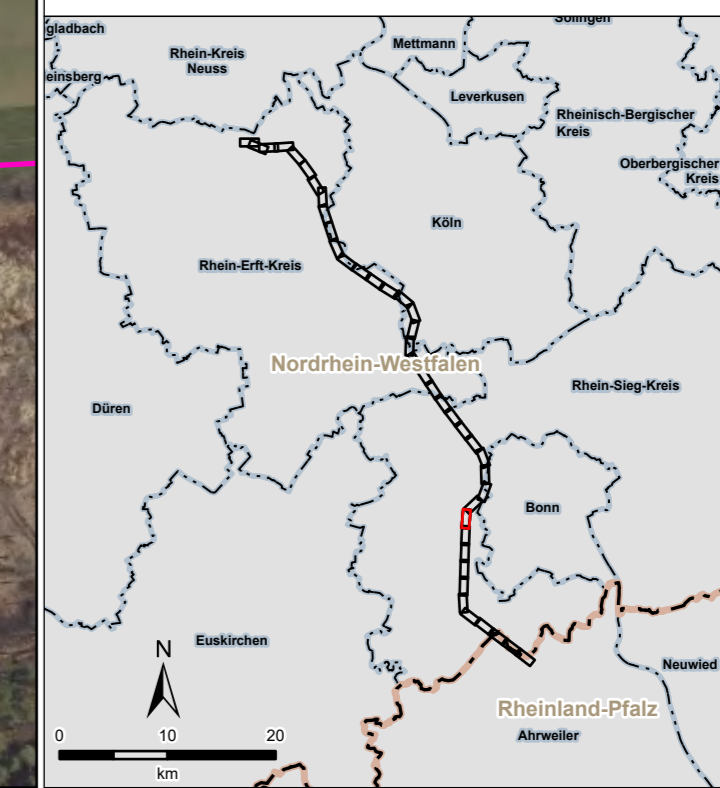 gladbach
Solingen
Mettmann
Rhein-Kreis
Neuss
einsberg
Leverkusen
Rheinisch-Bergischer
Kreis
Oberbergischer
Kreis
Köln
Rhein-Erft-Kreis
Nordrhein-Westfalen
Rhein-Sieg-Kreis
Düren
Bonn
Euskirchen
N
Neuwied
Rheinland-Pfalz
Ahrweiler
0 10 20
km